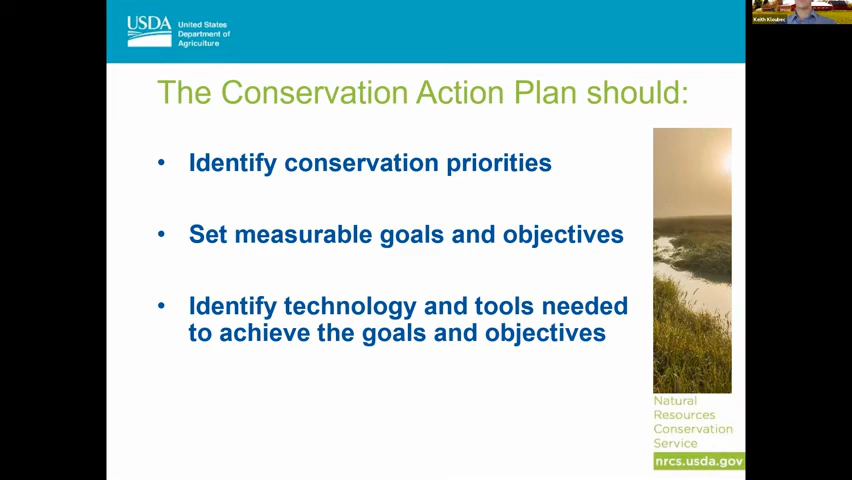 USDA
United States
Department of
Agriculture
Keith Kloubec
The Conservation Action Plan should:
• Identify conservation priorities
• Set measurable goals and objectives
• Identify technology and tools needed
to achieve the goals and objectives
Natural
Resources
Conservation
Service
nrcs.usda.gov